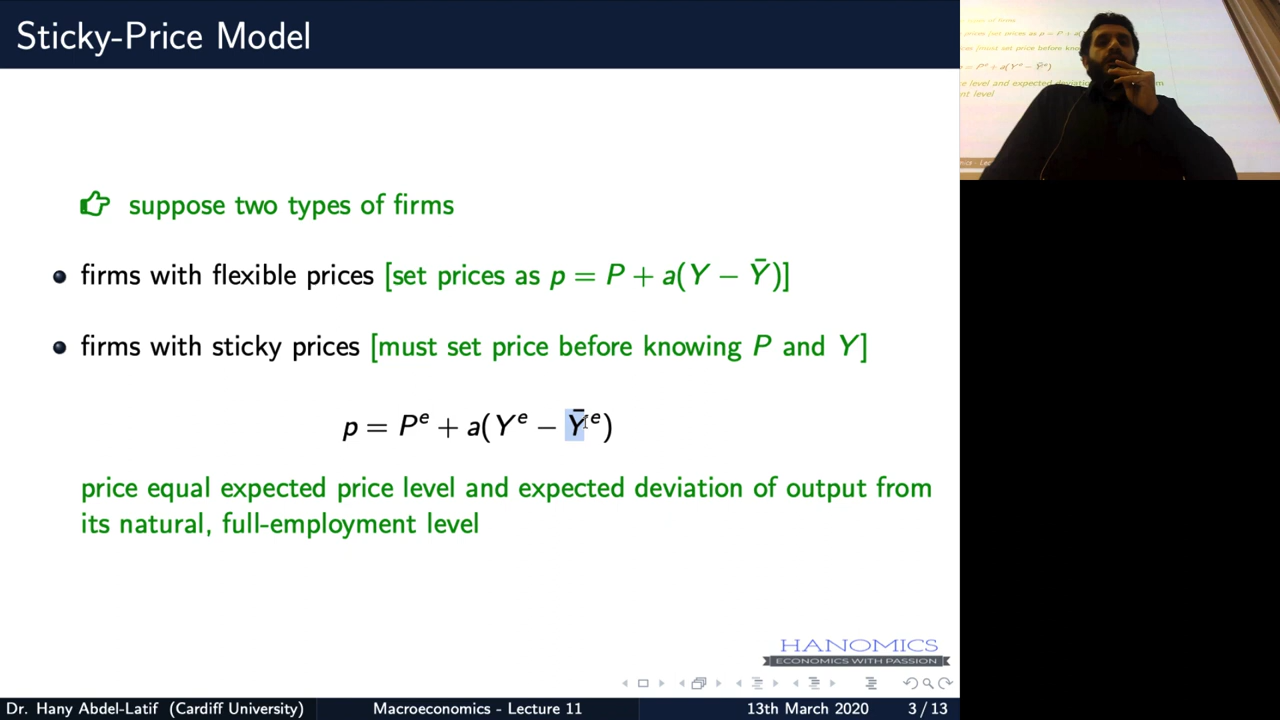 Sticky-Price Model
suppose two types of firms
firms with flexible prices [set prices as p = P + a(Y − Ȳ)]
firms with sticky prices [must set price before knowing P and Y]
p = Pᵉ + a(Yᵉ − Ȳᵉ)
price equal expected price level and expected deviation of output from
its natural, full-employment level
HANOMICS
ECONOMICS WITH PASSION
Dr. Hany Abdel-Latif (Cardiff University) Macroeconomics - Lecture 11 13th March 2020 3 / 13